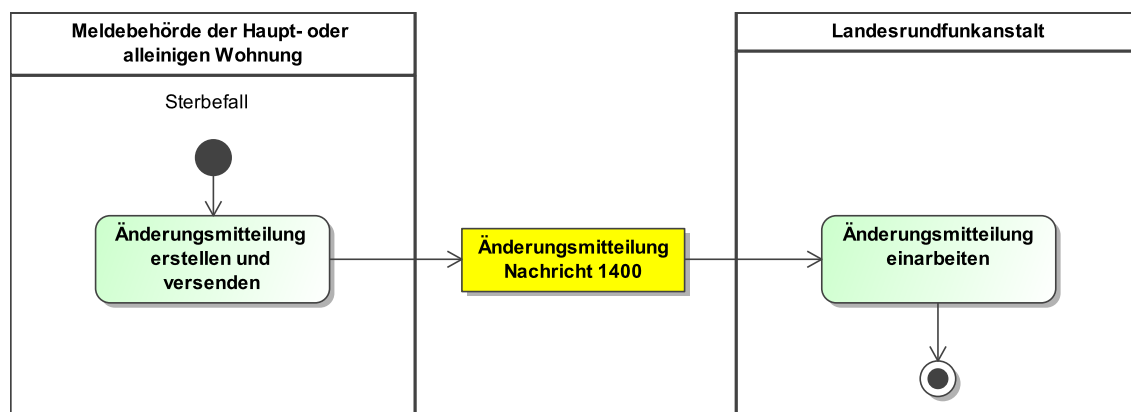 Meldebehörde der Haupt- oder
alleinigen Wohnung
Landesrundfunkanstalt
Sterbefall
Änderungsmitteilung
erstellen und
versenden
Änderungsmitteilung
Nachricht 1400
Änderungsmitteilung
einarbeiten